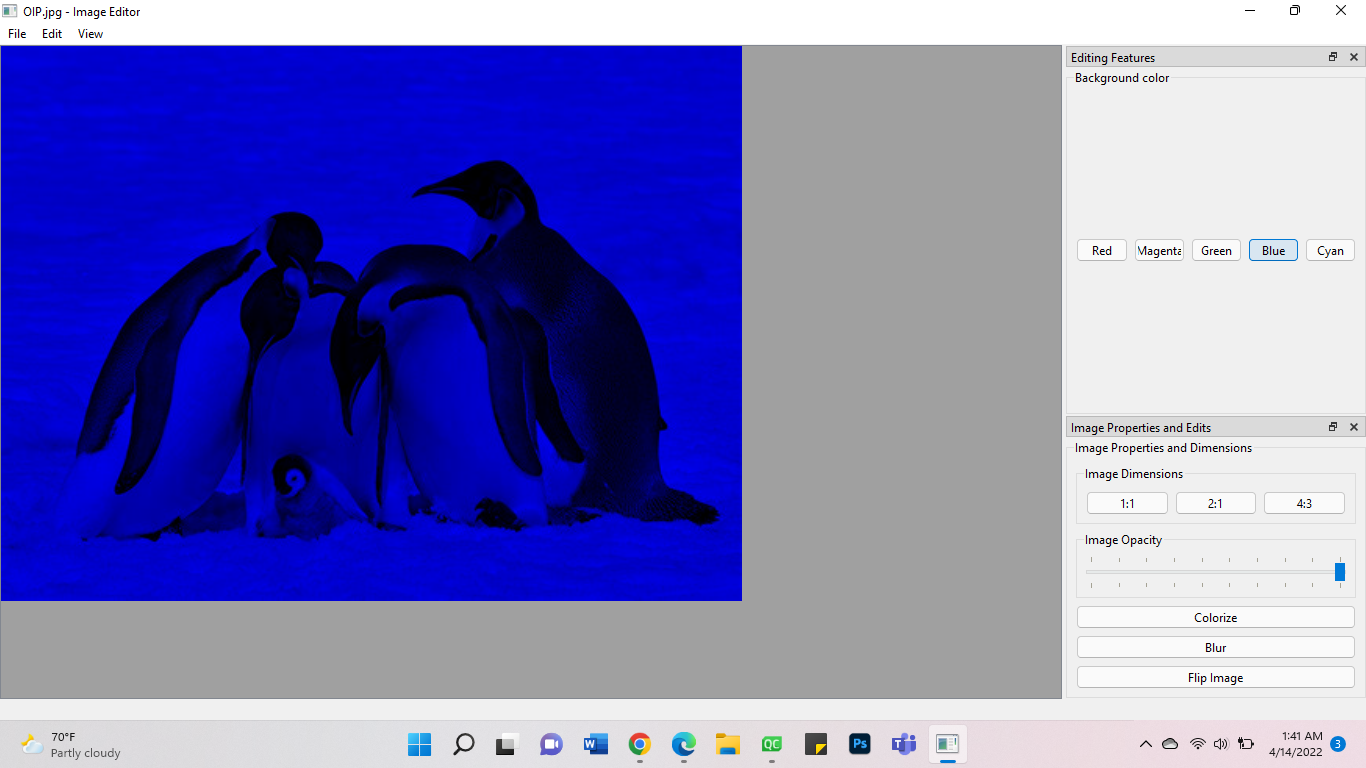 OIP.jpg - Image Editor
File Edit View
Editing Features
Background color
Red Magenta Green Blue Cyan
Image Properties and Edits
Image Properties and Dimensions
Image Dimensions
1:1 2:1 4:3
Image Opacity
Colorize
Blur
Flip Image
70°F
Partly cloudy
W QC Ps T
1:41 AM
4/14/2022 3